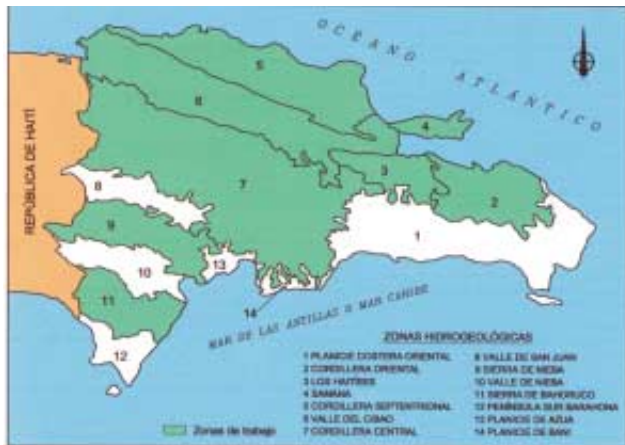 OCEANO ATLANTICO
REPÚBLICA DE HAITÍ
5
4
6
3
7
2
8
1
9
10
13
11
14
12
MAR DE LAS ANTILLAS O MAR CARIBE
ZONAS HIDROGEOLÓGICAS
1 PLANICIE COSTERA ORIENTAL
2 CORDILLERA ORIENTAL
3 LOS HAITISES
4 SAMANA
5 CORDILLERA SEPTENTRIONAL
6 VALLE DEL CIBAO
7 CORDILLERA CENTRAL
8 VALLE DE SAN JUAN
9 SIERRA DE NEIBA
10 VALLE DE NEIBA
11 SIERRA DE BAHORUCO
12 PENÍNSULA SUR BARAHONA
13 PLANICIE DE AZUA
14 PLANICIE DE BANI
Zonas de trabajo